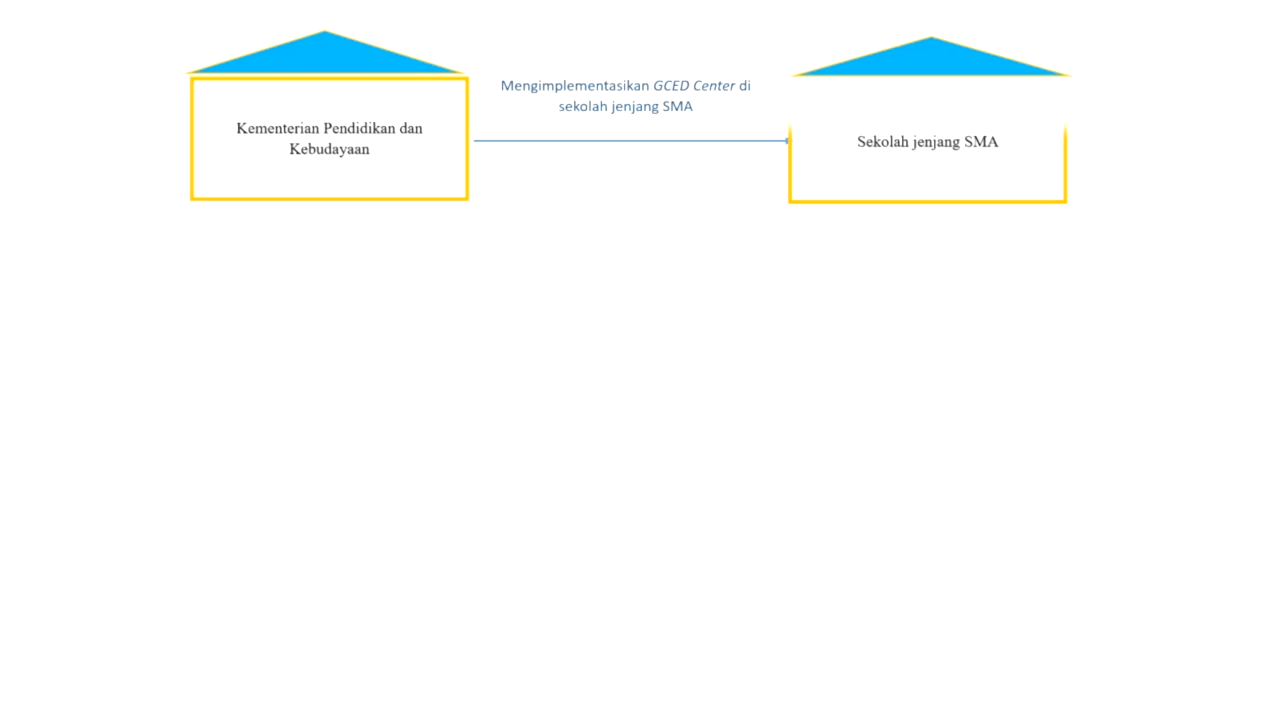 Mengimplementasikan GCED Center di
sekolah jenjang SMA
Kementerian Pendidikan dan
Kebudayaan
Sekolah jenjang SMA